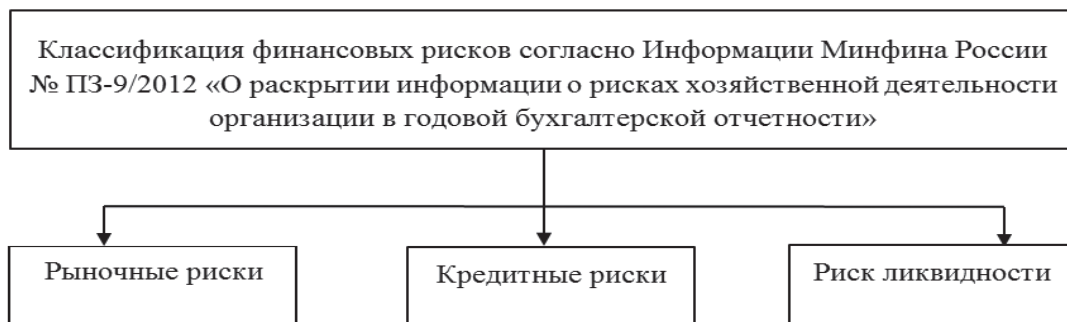 Классификация финансовых рисков согласно Информации Минфина России
№ ПЗ-9/2012 «О раскрытии информации о рисках хозяйственной деятельности
организации в годовой бухгалтерской отчетности»
Рыночные риски
Кредитные риски
Риск ликвидности